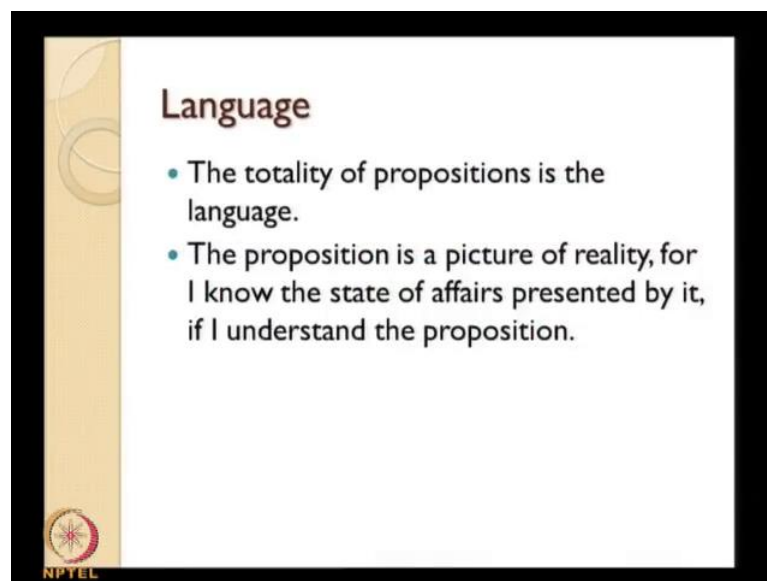 Language
• The totality of propositions is the
language.
• The proposition is a picture of reality, for
I know the state of affairs presented by it,
if I understand the proposition.
NPTEL